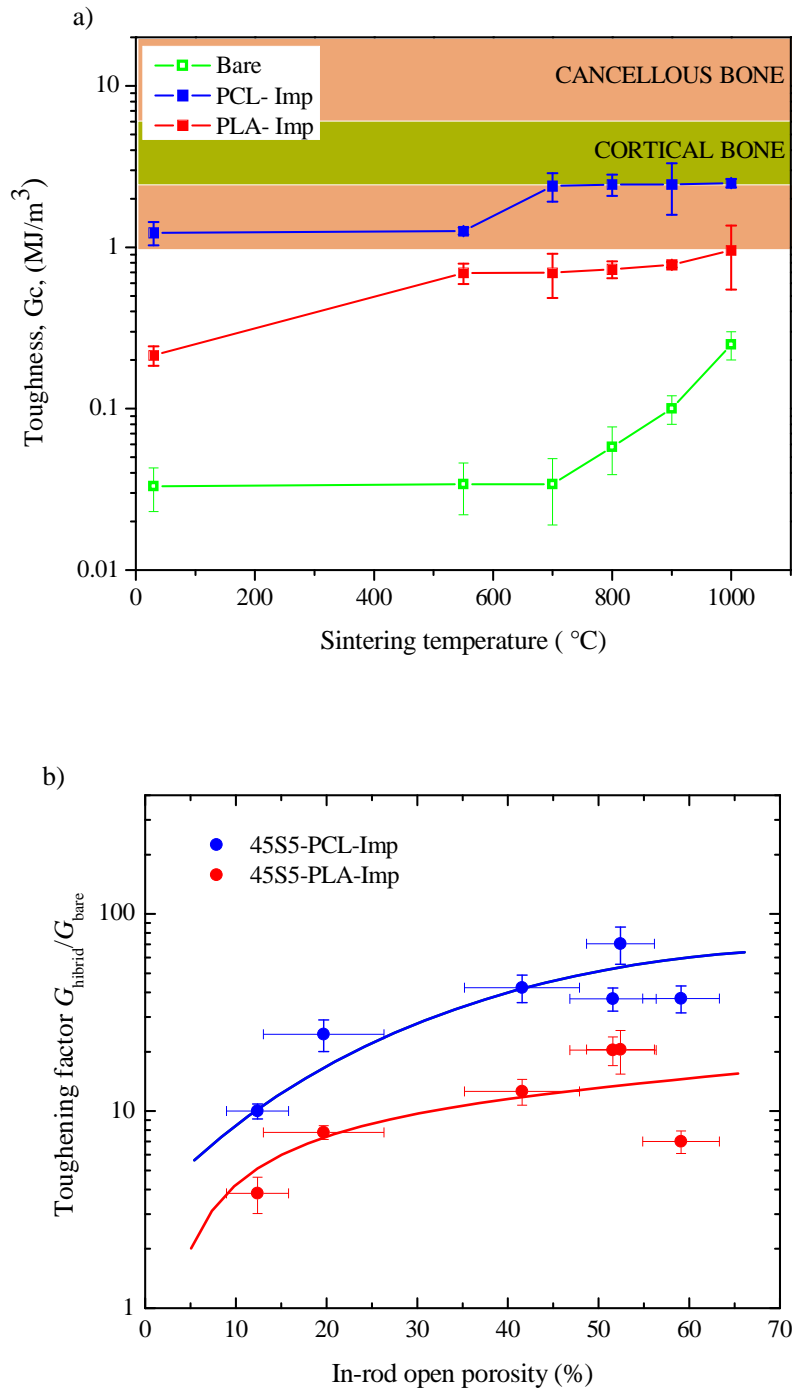 a)
Bare
PCL- Imp
PLA- Imp
CANCELLOUS BONE
CORTICAL BONE
Toughness, Gc, (MJ/m³)
10
1
0.1
0.01
0 200 400 600 800 1000
Sintering temperature ( °C)
b)
45S5-PCL-Imp
45S5-PLA-Imp
Toughening factor G_hibrid/G_bare
100
10
1
0 10 20 30 40 50 60 70
In-rod open porosity (%)